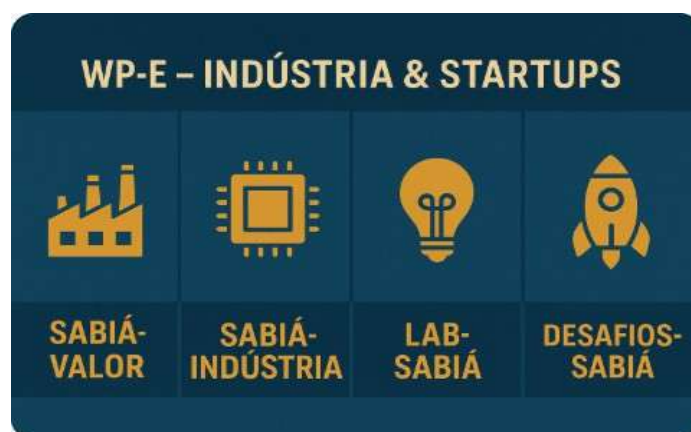 WP-E – INDÚSTRIA & STARTUPS
SABIÁ-
VALOR
SABIÁ-
INDÚSTRIA
LAB-
SABIÁ
DESAFIOS-
SABIÁ